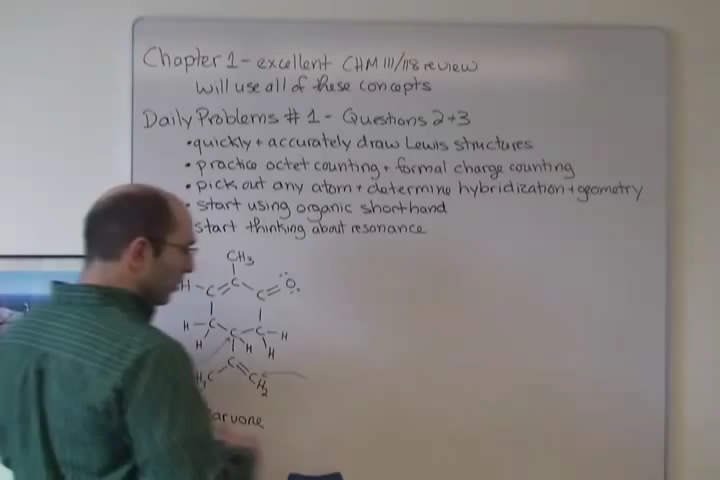 Chapter 1 - excellent CHM 111/118 review
will use all of these concepts
Daily Problems # 1 - Questions 2+3
• quickly + accurately draw Lewis structures
• practice octet counting + formal charge counting
• pick out any atom + determine hybridization + geometry
• start using organic shorthand
start thinking about resonance
CH3
H C C C O
H C C C H
H H H
C
H3C CH2
arvone